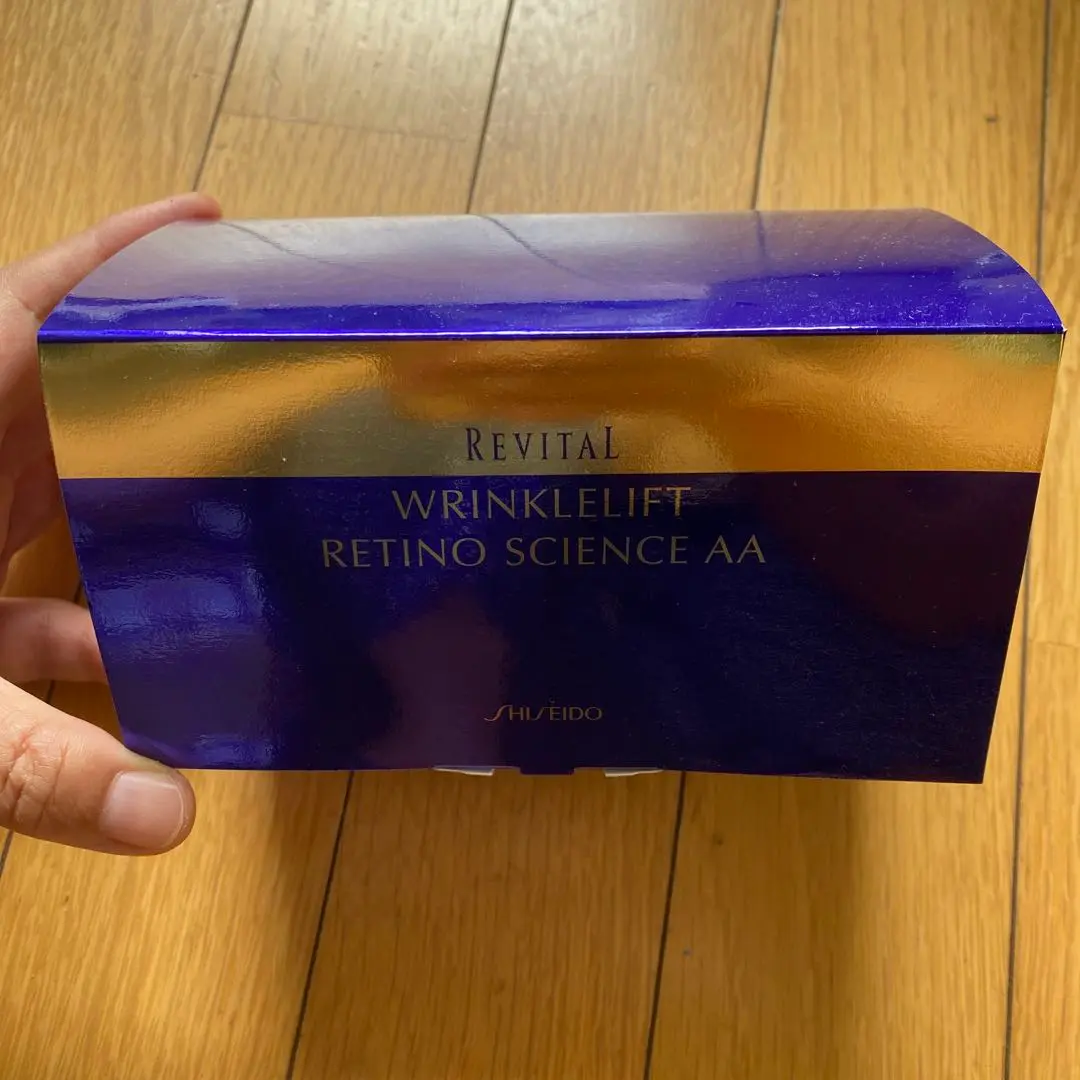 REVITAL
WRINKLELIFT
RETINO SCIENCE AA
SHISEIDO